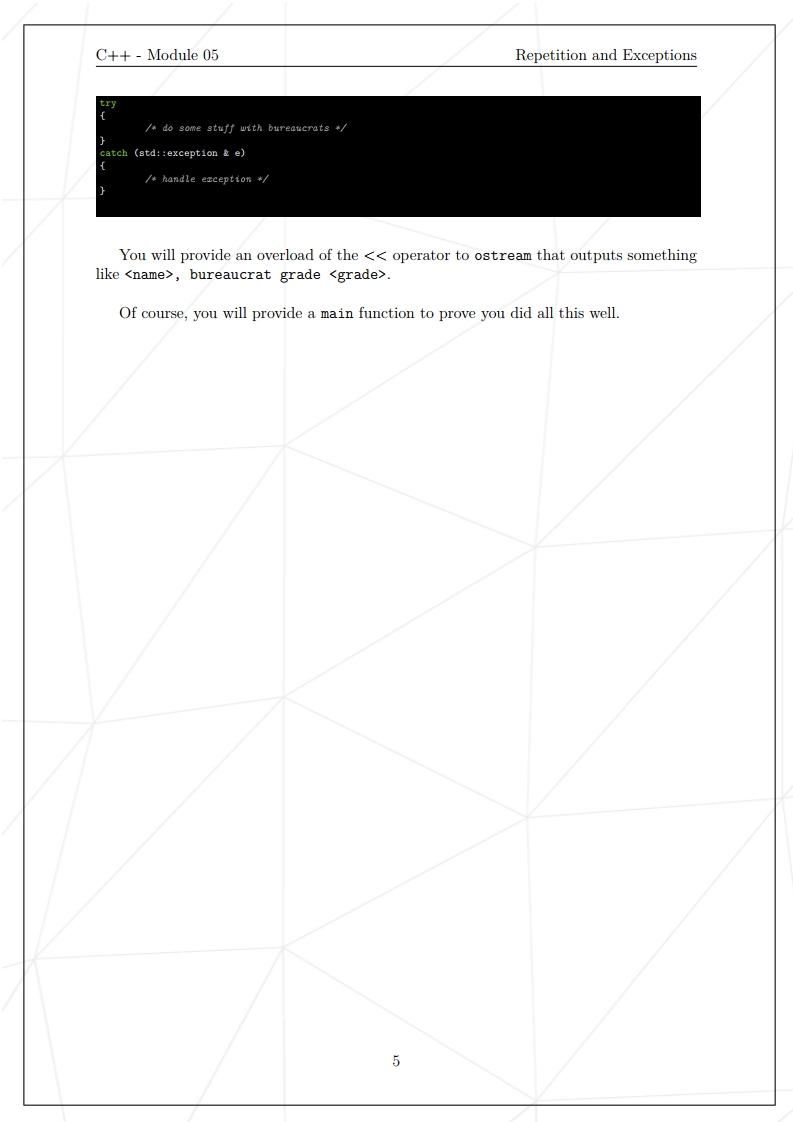 C++ - Module 05 Repetition and Exceptions
try
{
/* do some stuff with bureaucrats */
}
catch (std::exception & e)
{
/* handle exception */
}
You will provide an overload of the << operator to ostream that outputs something
like <name>, bureaucrat grade <grade>.
Of course, you will provide a main function to prove you did all this well.
5